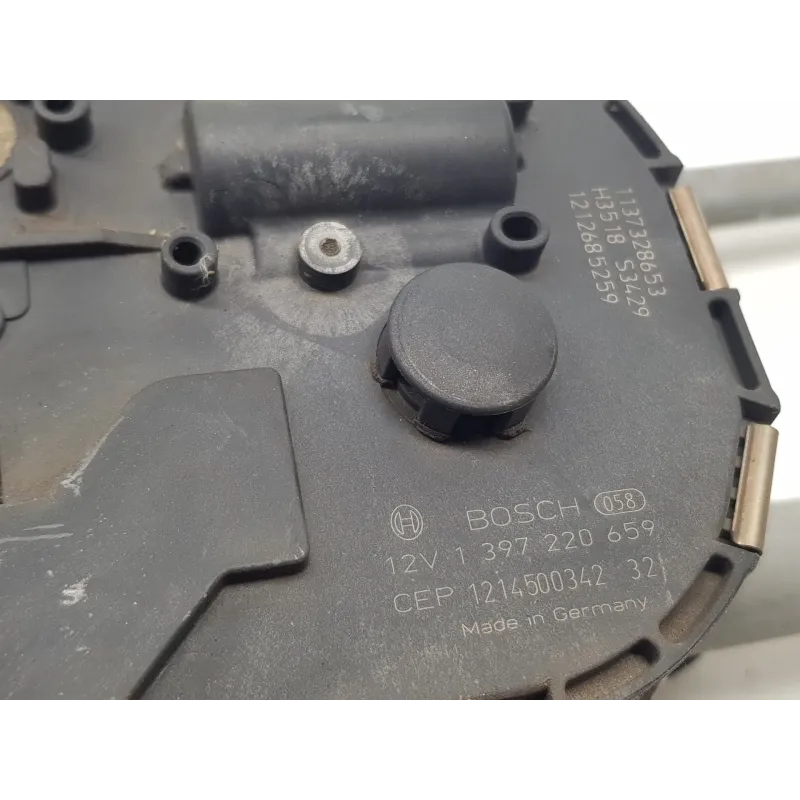 1137328653
H3518 S3429
1212685259
BOSCH 058
12V 1 397 220 659
CEP 1214500342 32
Made in Germany